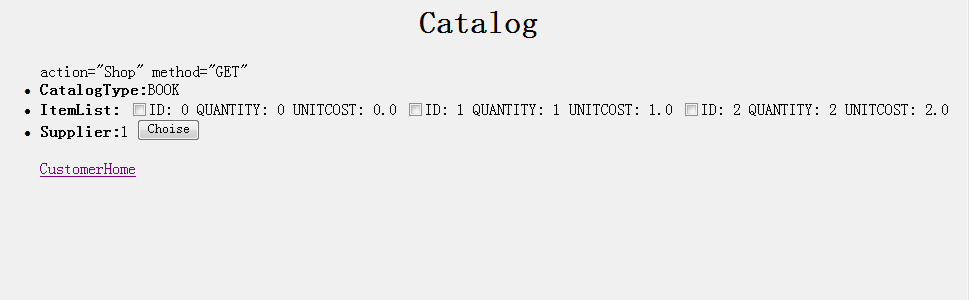 Catalog
action="Shop" method="GET"
• CatalogType:BOOK
• ItemList: ID: 0 QUANTITY: 0 UNITCOST: 0.0 ID: 1 QUANTITY: 1 UNITCOST: 1.0 ID: 2 QUANTITY: 2 UNITCOST: 2.0
• Supplier:1 Choise
CustomerHome